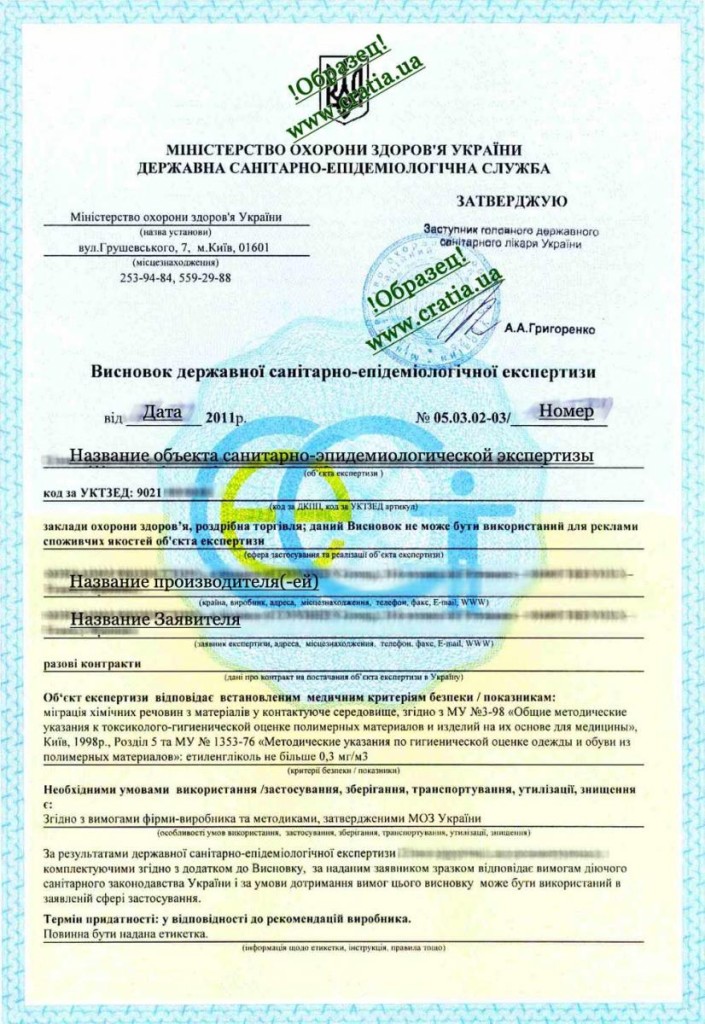 !Образец!
www.cratia.ua
МІНІСТЕРСТВО ОХОРОНИ ЗДОРОВ'Я УКРАЇНИ
ДЕРЖАВНА САНІТАРНО-ЕПІДЕМІОЛОГІЧНА СЛУЖБА
ЗАТВЕРДЖУЮ
Міністерство охорони здоров'я України
(назва установи)
вул.Грушевського, 7, м.Київ, 01601
(місцезнаходження)
253-94-84, 559-29-88
Заступник головного державного
санітарного лікари України
!Образец!
www.cratia.ua
А.А.Григоренко
Висновок державної санітарно-епідеміологічної експертизи
від Дата 2011р. № 05.03.02-03/ Номер
Название объекта санитарно-эпидемиологической экспертизы
(об'єкта експертизи )
код за УКТЗЕД: 9021
(код за ДКПП, код за УКТЗЕД артикул)
заклади охорони здоров'я, роздрібна торгівля; даний Висновок не може бути використаний для реклами
споживчих якостей об'єкта експертизи
(сфера застосування та реалізації об'єкта експертизи)
Название производителя(-ей)
(країна, виробник, адреса, місцезнаходження, телефон, факс, E-mail, WWW)
Название Заявителя
(заявник експертизи, адреса, місцезнаходження, телефон, факс, E-mail, WWW)
разові контракти
(дані про контракт на постачання об'єкта експертизи в Україну)
Об'єкт експертизи відповідає встановленим медичним критеріям безпеки / показникам:
міграція хімічних речовин з матеріалів у контактуюче середовище, згідно з МУ №3-98 «Общие методические
указания к токсиколого-гигиенической оценке полимерных материалов и изделий на их основе для медицины»,
Київ, 1998р., Розділ 5 та МУ № 1353-76 «Методические указания по гигиенической оценке одежды и обуви из
полимерных материалов»: етиленгліколь не більше 0,3 мг/м3
(критерії безпеки / показники)
Необхідними умовами використання /застосування, зберігання, транспортування, утилізації, знищення
є:
Згідно з вимогами фірми-виробника та методиками, затвердженими МОЗ України
(особливості умов використання, застосування, зберігання, транспортування, утилізації, знищення)
За результатами державної санітарно-епідеміологічної експертизи
комплектуючими згідно з додатком до Висновку, за наданим заявником зразком відповідає вимогам діючого
санітарного законодавства України і за умови дотримання вимог цього висновку може бути використаний в
заявленій сфері застосування.
Термін придатності: у відповідності до рекомендацій виробника.
Повинна бути надана етикетка.
(інформація щодо етикетки, інструкція, правила тощо)